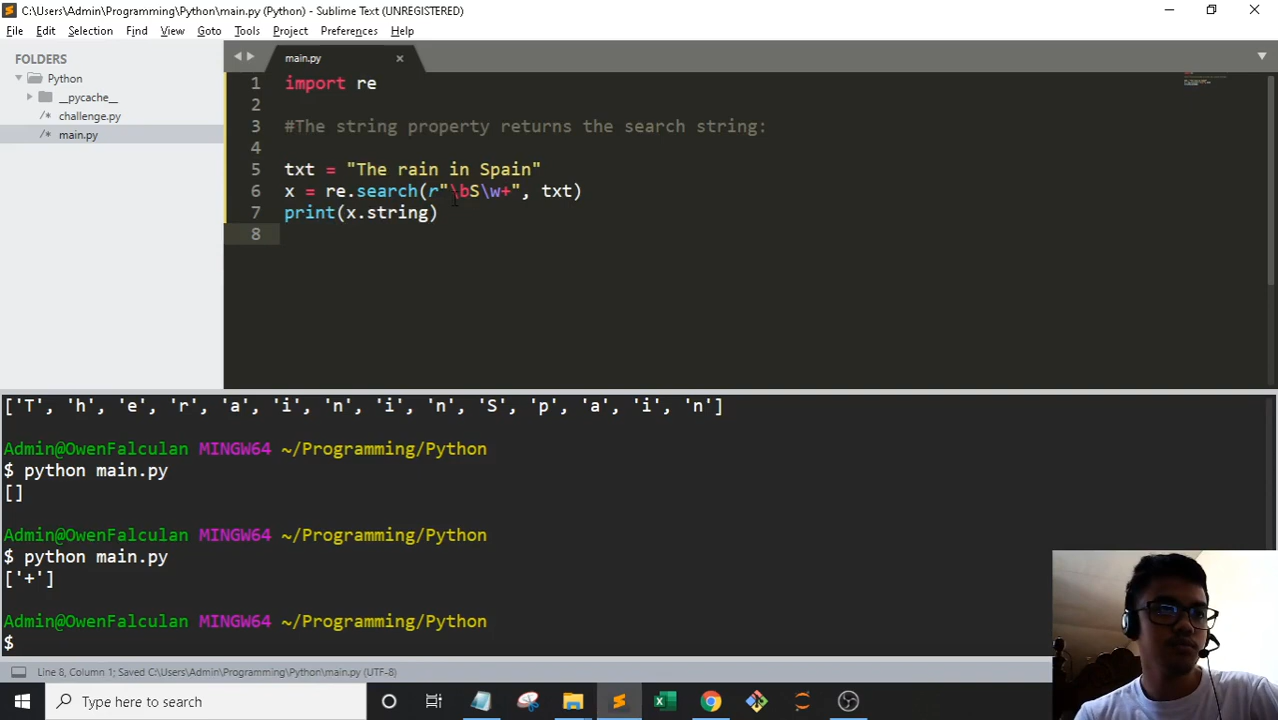 C:\Users\Admin\Programming\Python\main.py (Python) - Sublime Text (UNREGISTERED)
File Edit Selection Find View Goto Tools Project Preferences Help
FOLDERS
Python
__pycache__
challenge.py
main.py
main.py
1 import re
2
3 #The string property returns the search string:
4
5 txt = "The rain in Spain"
6 x = re.search(r"\bS\w+", txt)
7 print(x.string)
8
['T', 'h', 'e', 'r', 'a', 'i', 'n', 'i', 'n', 'S', 'p', 'a', 'i', 'n']
Admin@OwenFalculan MINGW64 ~/Programming/Python
$ python main.py
[]
Admin@OwenFalculan MINGW64 ~/Programming/Python
$ python main.py
['+']
Admin@OwenFalculan MINGW64 ~/Programming/Python
$
Line 8, Column 1; Saved C:\Users\Admin\Programming\Python\main.py (UTF-8)
Type here to search